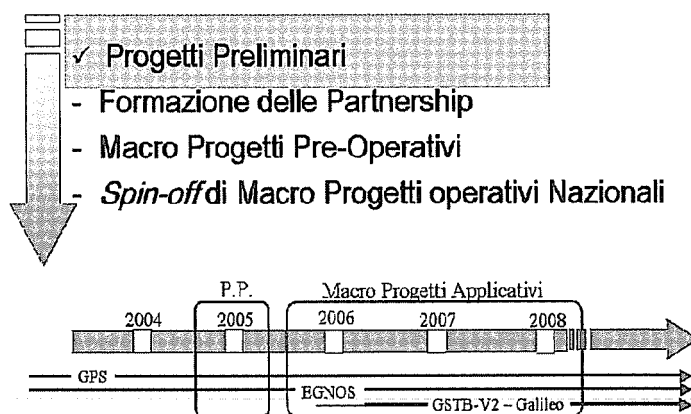 ✓ Progetti Preliminari
- Formazione delle Partnership
- Macro Progetti Pre-Operativi
- Spin-off di Macro Progetti operativi Nazionali
P.P. Macro Progetti Applicativi
2004 2005 2006 2007 2008
GPS
EGNOS
GSTB-V2 – Galileo